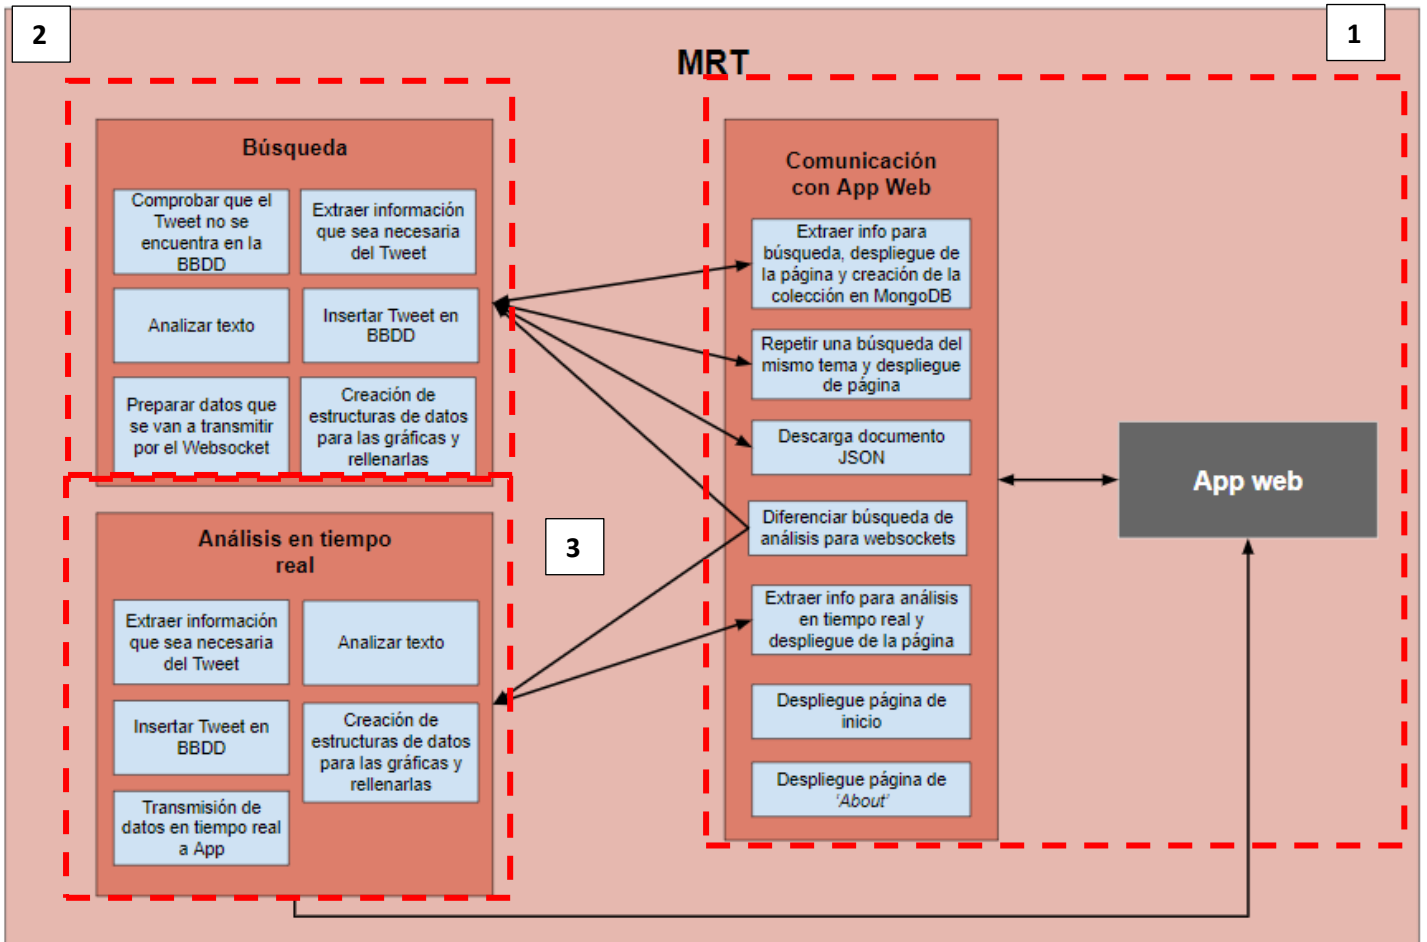 2
1
MRT
Búsqueda
Comprobar que el
Tweet no se
encuentra en la
BBDD
Extraer información
que sea necesaria
del Tweet
Analizar texto
Insertar Tweet en
BBDD
Preparar datos que
se van a transmitir
por el Websocket
Creación de
estructuras de datos
para las gráficas y
rellenarlas
Análisis en tiempo
real
Extraer información
que sea necesaria
del Tweet
Analizar texto
Insertar Tweet en
BBDD
Creación de
estructuras de datos
para las gráficas y
rellenarlas
Transmisión de
datos en tiempo real
a App
3
Comunicación
con App Web
Extraer info para
búsqueda, despliegue de
la página y creación de la
colección en MongoDB
Repetir una búsqueda del
mismo tema y despliegue
de página
Descarga documento
JSON
Diferenciar búsqueda de
análisis para websockets
Extraer info para análisis
en tiempo real y
despliegue de la página
Despliegue página de
inicio
Despliegue página de
'About'
App web